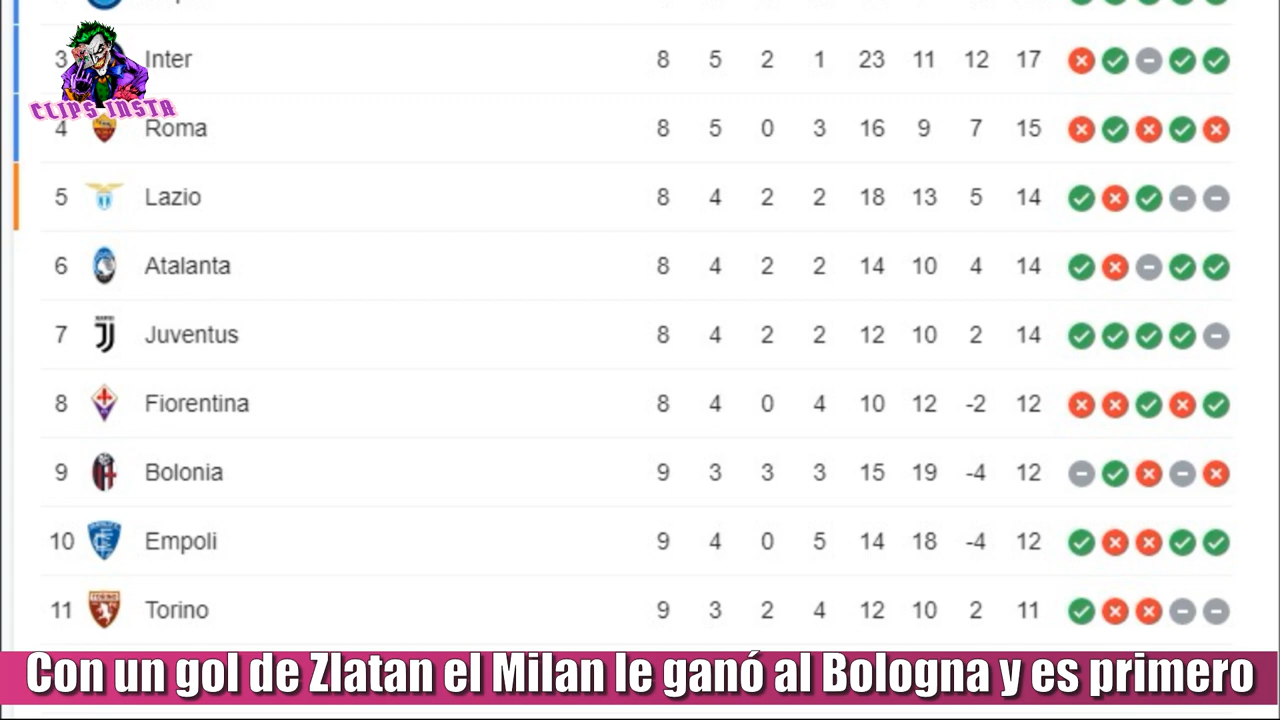 3 Inter 8 5 2 1 23 11 12 17
CLIPS INSTA
4 Roma 8 5 0 3 16 9 7 15
5 Lazio 8 4 2 2 18 13 5 14
6 Atalanta 8 4 2 2 14 10 4 14
7 Juventus 8 4 2 2 12 10 2 14
8 Fiorentina 8 4 0 4 10 12 -2 12
9 Bolonia 9 3 3 3 15 19 -4 12
10 Empoli 9 4 0 5 14 18 -4 12
11 Torino 9 3 2 4 12 10 2 11
Con un gol de Zlatan el Milan le ganó al Bologna y es primero